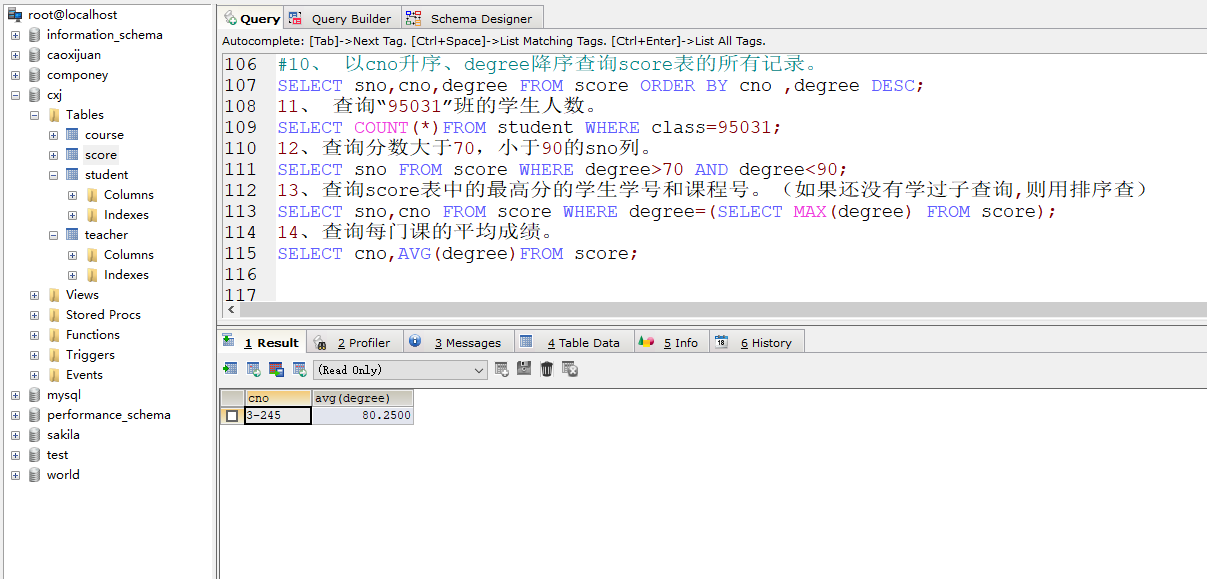 root@localhost
information_schema
caoxijuan
componey
cxj
Tables
course
score
student
Columns
Indexes
teacher
Columns
Indexes
Views
Stored Procs
Functions
Triggers
Events
mysql
performance_schema
sakila
test
world
Query
Query Builder
Schema Designer
Autocomplete: [Tab]->Next Tag. [Ctrl+Space]->List Matching Tags. [Ctrl+Enter]->List All Tags.
106 #10、 以cno升序、degree降序查询score表的所有记录。
107 SELECT sno,cno,degree FROM score ORDER BY cno ,degree DESC;
108 11、 查询“95031”班的学生人数。
109 SELECT COUNT(*)FROM student WHERE class=95031;
110 12、查询分数大于70，小于90的sno列。
111 SELECT sno FROM score WHERE degree>70 AND degree<90;
112 13、查询score表中的最高分的学生学号和课程号。（如果还没有学过子查询,则用排序查）
113 SELECT sno,cno FROM score WHERE degree=(SELECT MAX(degree) FROM score);
114 14、查询每门课的平均成绩。
115 SELECT cno,AVG(degree)FROM score;
116
117
1 Result
2 Profiler
3 Messages
4 Table Data
5 Info
18
6 History
(Read Only)
cno avg(degree)
3-245 80.2500